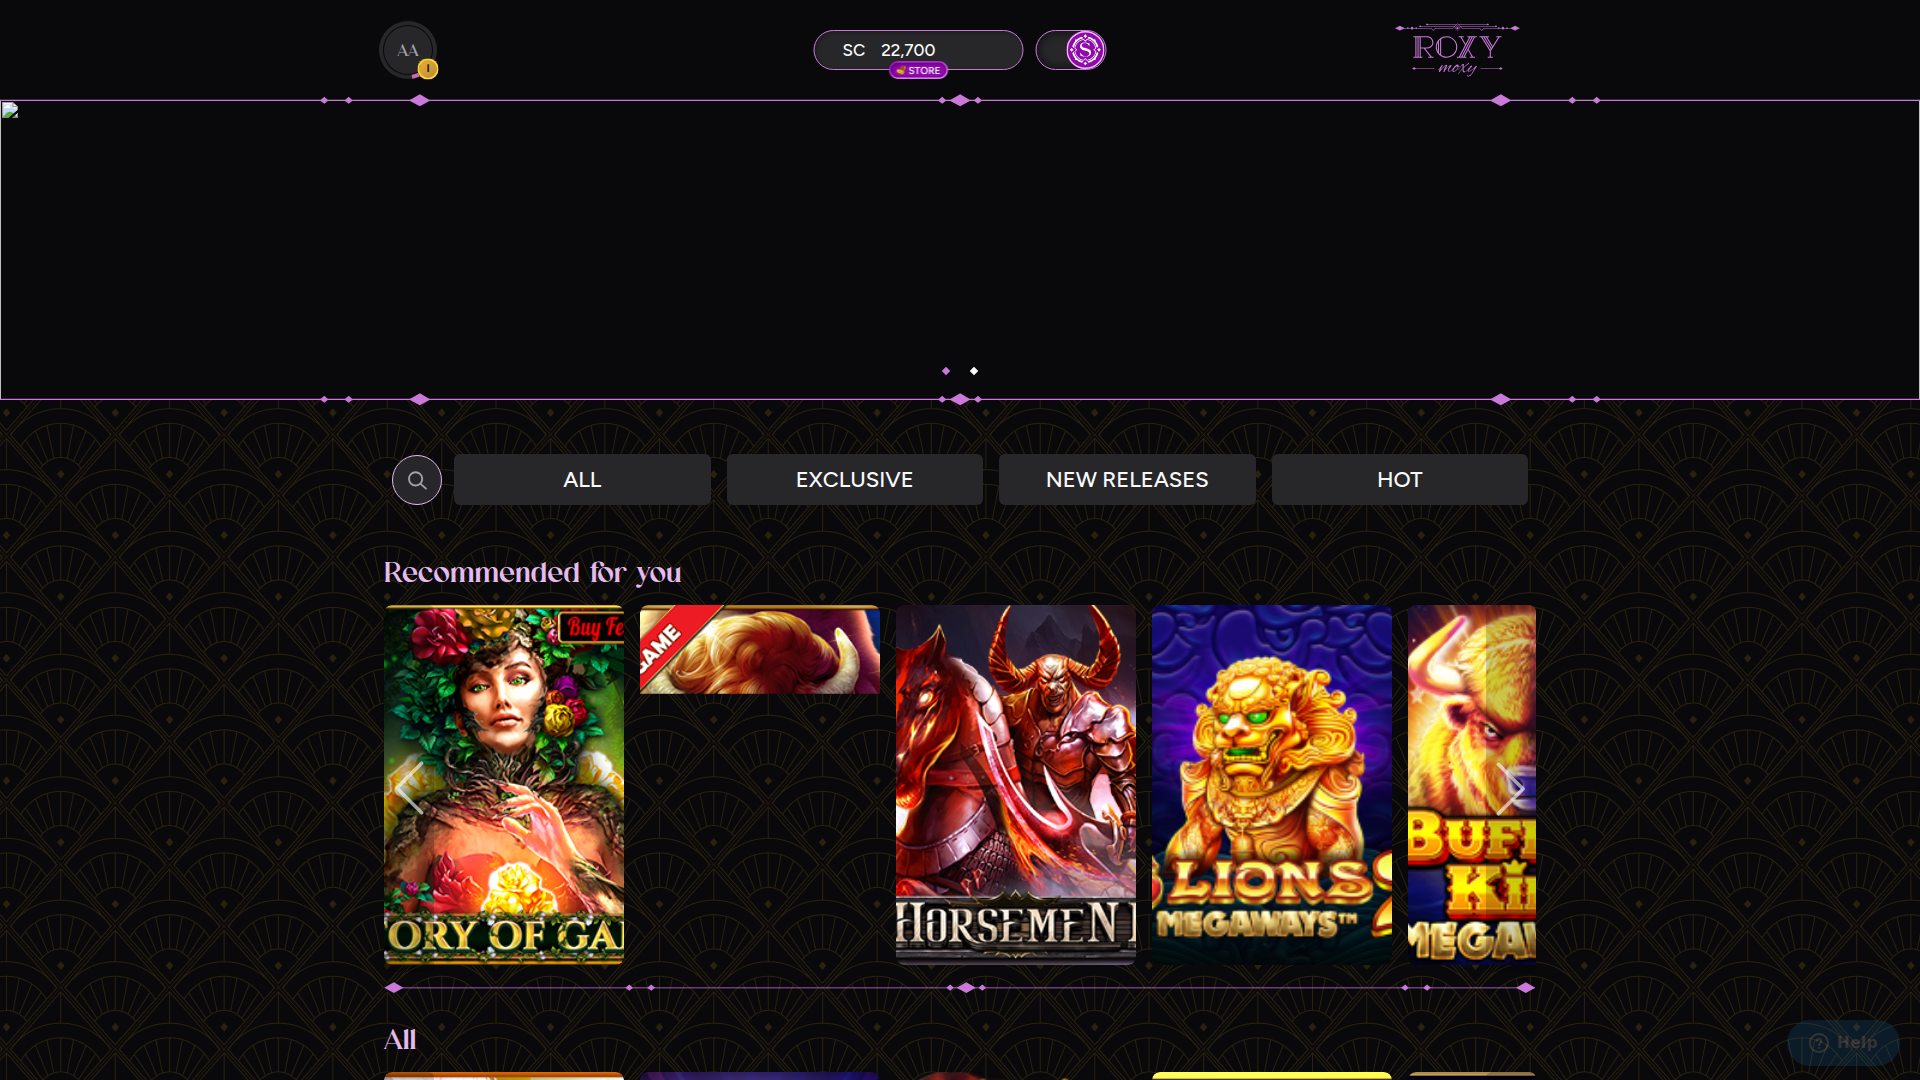 AA
I
SC 22,700
STORE
S
ROXY
moxy
ALL
EXCLUSIVE
NEW RELEASES
HOT
Recommended for you
Buy Fe
ORY OF GA
GAME
HORSEMEN
LIONS
MEGAWAYS™
BUF
KI
MEGA
All
Help